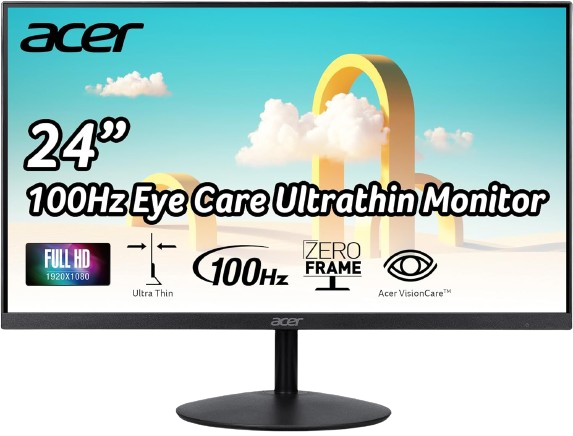 acer
24”
100Hz Eye Care Ultrathin Monitor
FULL HD
1920X1080
Ultra Thin
100Hz
ZERO
FRAME
Acer VisionCare™
acer